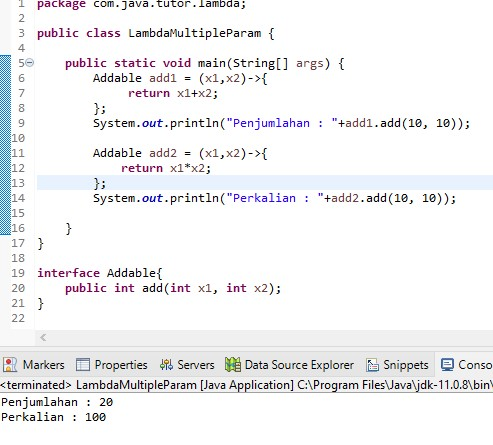 1 package com.java.tutor.lambda;
2
3 public class LambdaMultipleParam {
4
5 public static void main(String[] args) {
6 Addable add1 = (x1,x2)->{
7 return x1+x2;
8 };
9 System.out.println("Penjumlahan : "+add1.add(10, 10));
10
11 Addable add2 = (x1,x2)->{
12 return x1*x2;
13 };
14 System.out.println("Perkalian : "+add2.add(10, 10));
15
16 }
17 }
18
19 interface Addable{
20 public int add(int x1, int x2);
21 }
22
Markers Properties Servers Data Source Explorer Snippets Conso
<terminated> LambdaMultipleParam [Java Application] C:\Program Files\Java\jdk-11.0.8\bin\
Penjumlahan : 20
Perkalian : 100